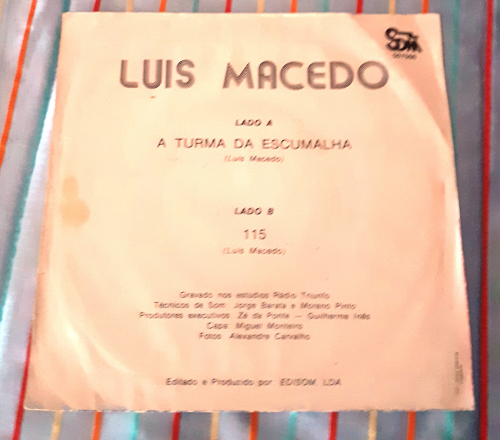 LUIS MACEDO
LADO A
A TURMA DA ESCUMALHA
(Luis Macedo)
LADO B
115
(Luis Macedo)
Gravado nos estúdios Rádio Triunfo
Técnicos de Som: Jorge Barata e Moreno Pinto
Produtores executivos: Zé da Ponte — Guilherme Inês
Capa: Miguel Monteiro
Fotos: Alexandre Carvalho
Editado e Produzido por EDISOM, LDA